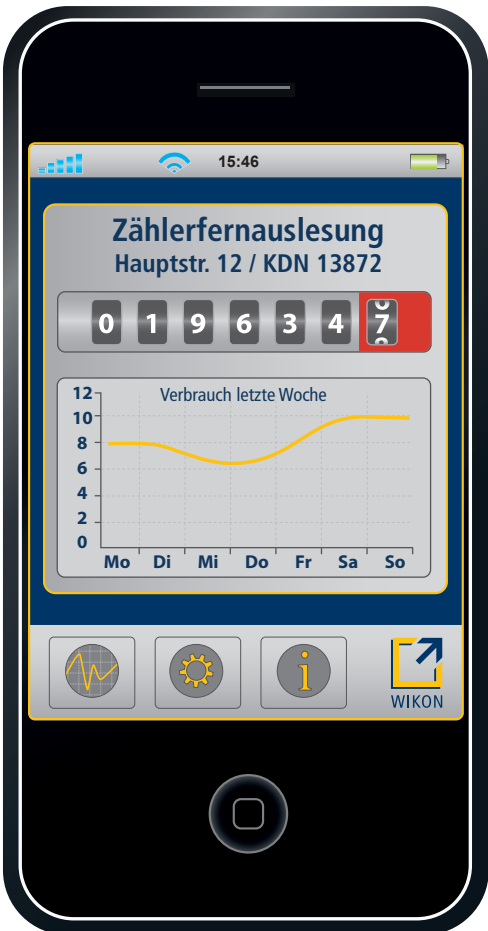 15:46
Zählerfernauslesung
Hauptstr. 12 / KDN 13872
0 1 9 6 3 4 7
Verbrauch letzte Woche
12
10
8
6
4
2
0
Mo Di Mi Do Fr Sa So
i
WIKON